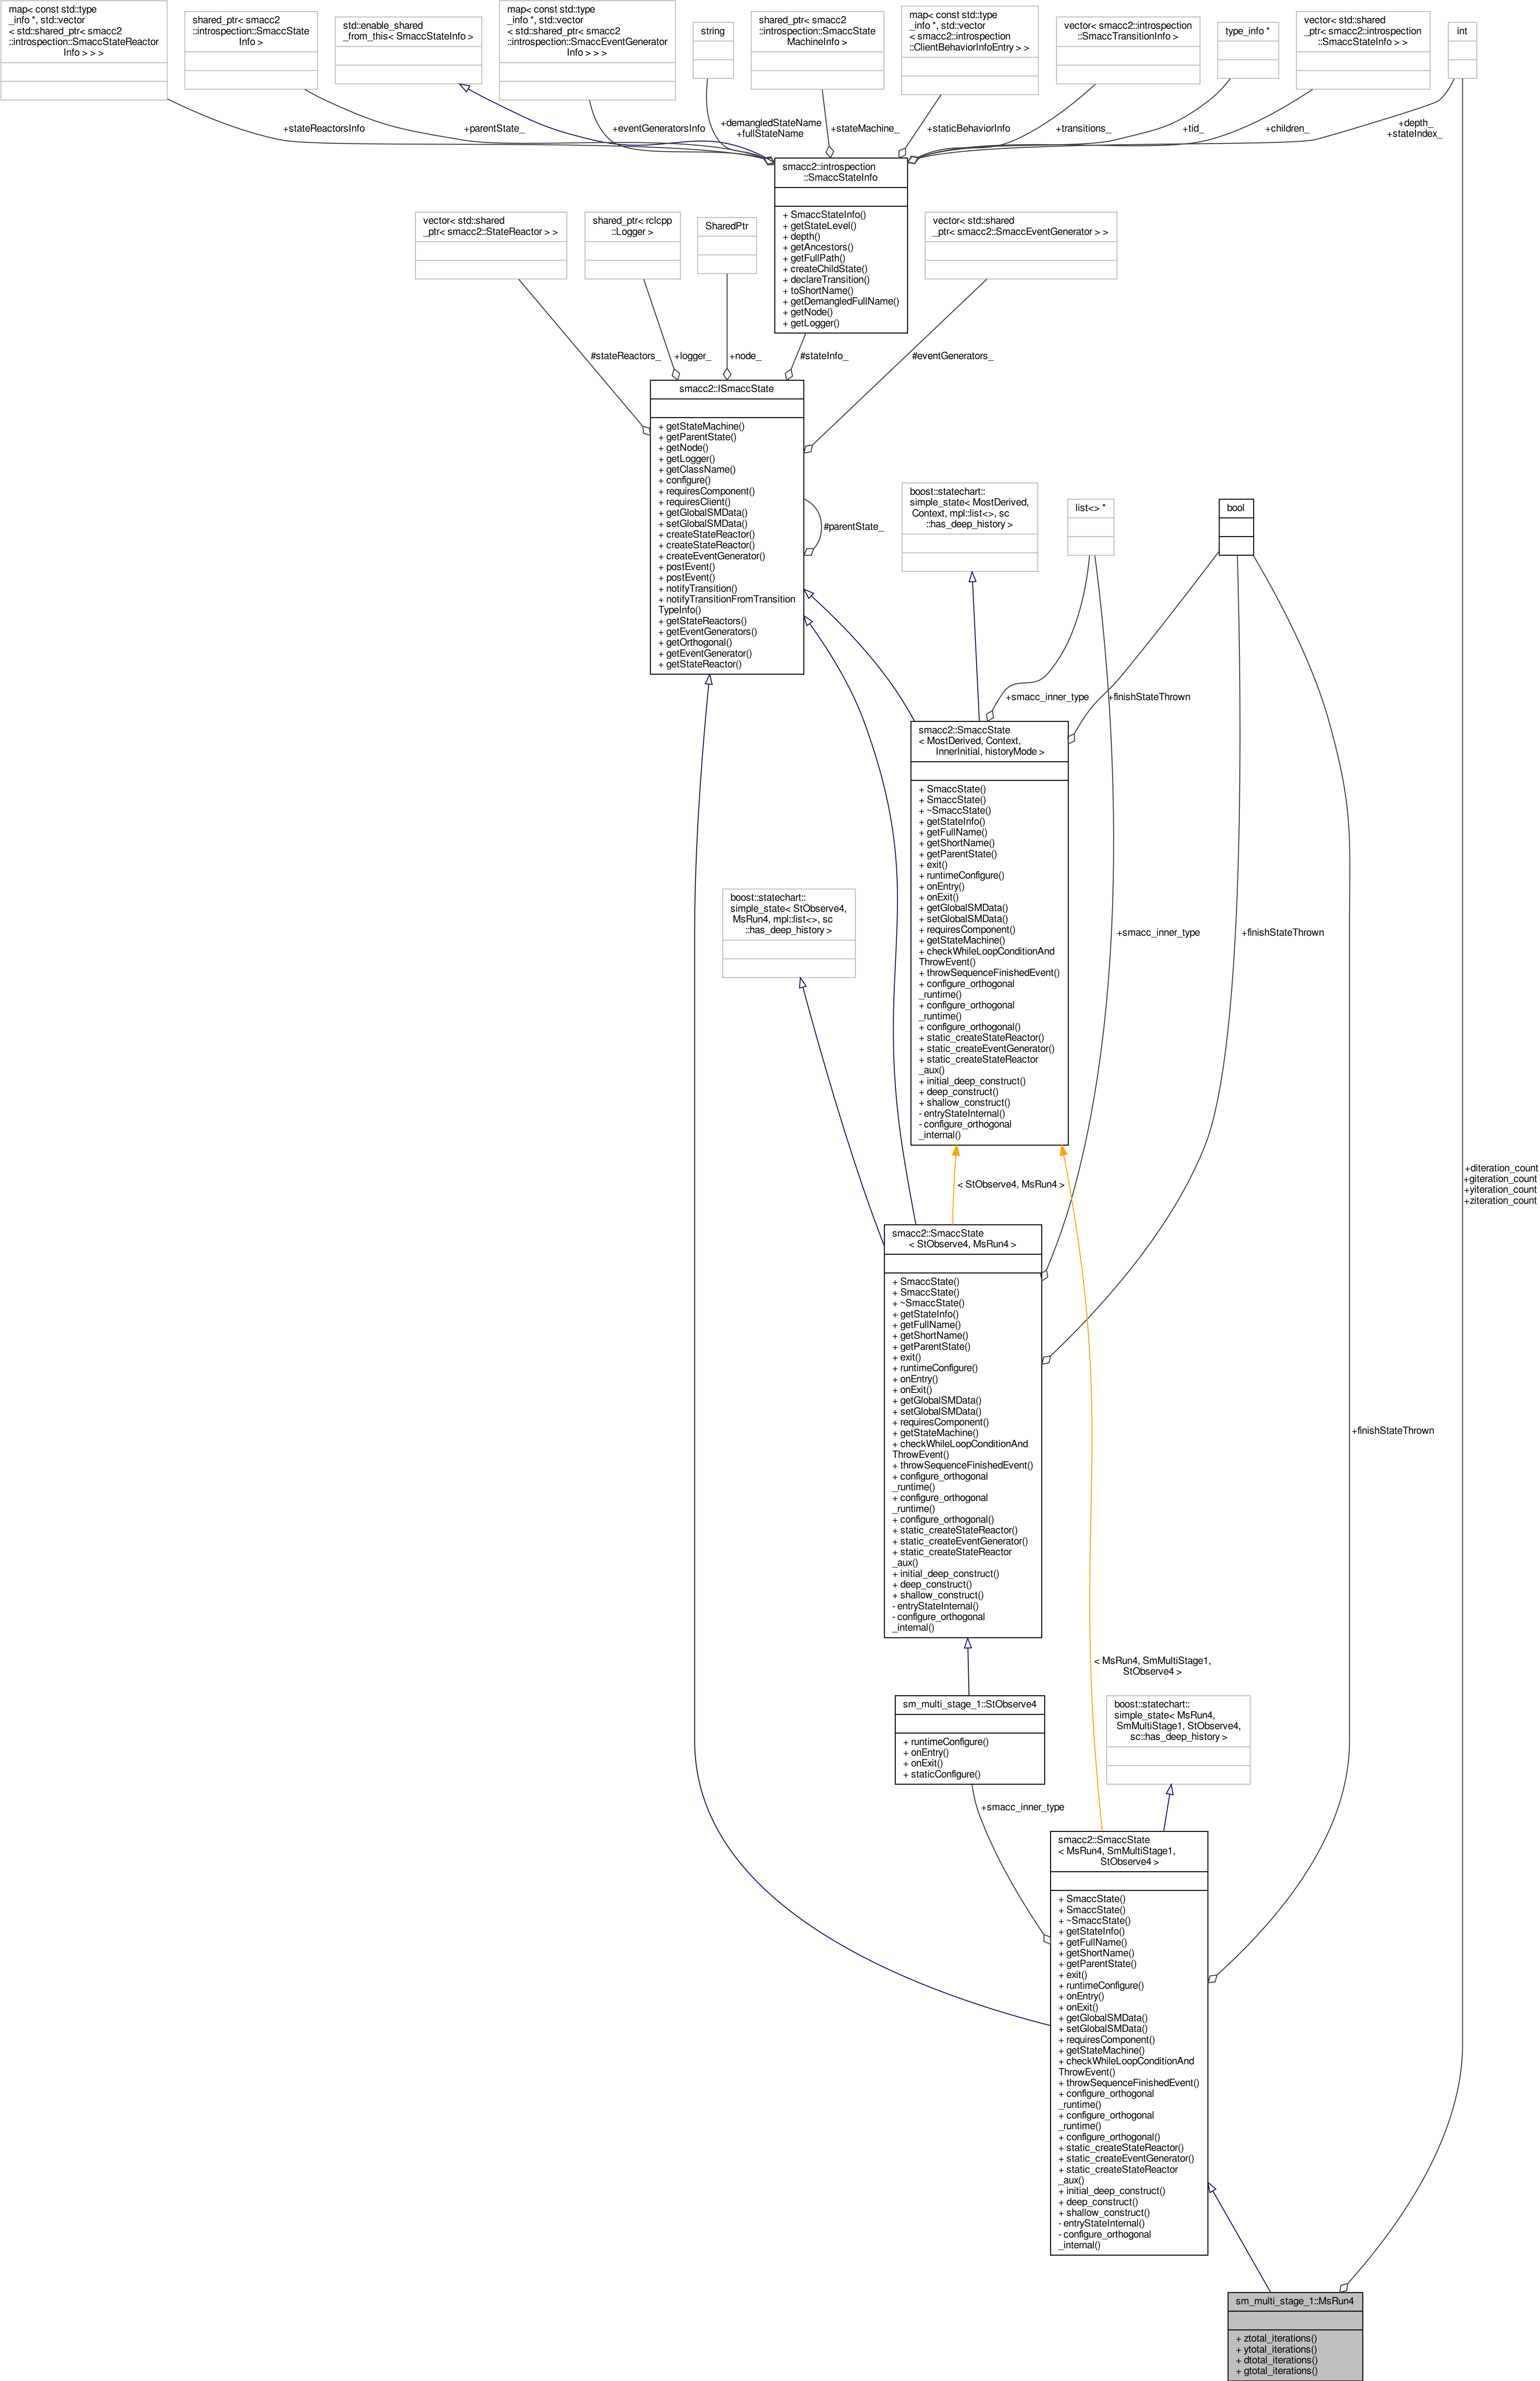 map< const std::type
_info *, std::vector
< std::shared_ptr< smacc2
::introspection::SmaccStateReactor
Info > > >
shared_ptr< smacc2
::introspection::SmaccState
Info >
std::enable_shared
_from_this< SmaccStateInfo >
map< const std::type
_info *, std::vector
< std::shared_ptr< smacc2
::introspection::SmaccEventGenerator
Info > > >
string
shared_ptr< smacc2
::introspection::SmaccState
MachineInfo >
map< const std::type
_info *, std::vector
< smacc2::introspection
::ClientBehaviorInfoEntry > >
vector< smacc2::introspection
::SmaccTransitionInfo >
type_info *
vector< std::shared
_ptr< smacc2::introspection
::SmaccStateInfo > >
int
+stateReactorsInfo
+parentState_
+eventGeneratorsInfo
+demangledStateName
+fullStateName
+stateMachine_
+staticBehaviorInfo
+transitions_
+tid_
+children_
+depth_
+stateIndex_
smacc2::introspection
::SmaccStateInfo
+ SmaccStateInfo()
+ getStateLevel()
+ depth()
+ getAncestors()
+ getFullPath()
+ createChildState()
+ declareTransition()
+ toShortName()
+ getDemangledFullName()
+ getNode()
+ getLogger()
vector< std::shared
_ptr< smacc2::StateReactor > >
shared_ptr< rclcpp
::Logger >
SharedPtr
vector< std::shared
_ptr< smacc2::SmaccEventGenerator > >
#stateReactors_
+logger_
+node_
#stateInfo_
#eventGenerators_
smacc2::ISmaccState
+ getStateMachine()
+ getParentState()
+ getNode()
+ getLogger()
+ getClassName()
+ configure()
+ requiresComponent()
+ requiresClient()
+ getGlobalSMData()
+ setGlobalSMData()
+ createStateReactor()
+ createStateReactor()
+ createEventGenerator()
+ postEvent()
+ postEvent()
+ notifyTransition()
+ notifyTransitionFromTransition
TypeInfo()
+ getStateReactors()
+ getEventGenerators()
+ getOrthogonal()
+ getEventGenerator()
+ getStateReactor()
#parentState_
boost::statechart::
simple_state< MostDerived,
Context, mpl::list<>, sc
::has_deep_history >
list<> *
bool
+smacc_inner_type
+finishStateThrown
smacc2::SmaccState
< MostDerived, Context,
InnerInitial, historyMode >
+ SmaccState()
+ SmaccState()
+ ~SmaccState()
+ getStateInfo()
+ getFullName()
+ getShortName()
+ getParentState()
+ exit()
+ runtimeConfigure()
+ onEntry()
+ onExit()
+ getGlobalSMData()
+ setGlobalSMData()
+ requiresComponent()
+ getStateMachine()
+ checkWhileLoopConditionAnd
ThrowEvent()
+ throwSequenceFinishedEvent()
+ configure_orthogonal
_runtime()
+ configure_orthogonal
_runtime()
+ configure_orthogonal()
+ static_createStateReactor()
+ static_createEventGenerator()
+ static_createStateReactor
_aux()
+ initial_deep_construct()
+ deep_construct()
+ shallow_construct()
- entryStateInternal()
- configure_orthogonal
_internal()
boost::statechart::
simple_state< StObserve4,
MsRun4, mpl::list<>, sc
::has_deep_history >
+smacc_inner_type
+finishStateThrown
+diteration_count
+giteration_count
+yiteration_count
+ziteration_count
< StObserve4, MsRun4 >
smacc2::SmaccState
< StObserve4, MsRun4 >
+ SmaccState()
+ SmaccState()
+ ~SmaccState()
+ getStateInfo()
+ getFullName()
+ getShortName()
+ getParentState()
+ exit()
+ runtimeConfigure()
+ onEntry()
+ onExit()
+ getGlobalSMData()
+ setGlobalSMData()
+ requiresComponent()
+ getStateMachine()
+ checkWhileLoopConditionAnd
ThrowEvent()
+ throwSequenceFinishedEvent()
+ configure_orthogonal
_runtime()
+ configure_orthogonal
_runtime()
+ configure_orthogonal()
+ static_createStateReactor()
+ static_createEventGenerator()
+ static_createStateReactor
_aux()
+ initial_deep_construct()
+ deep_construct()
+ shallow_construct()
- entryStateInternal()
- configure_orthogonal
_internal()
+finishStateThrown
< MsRun4, SmMultiStage1,
StObserve4 >
sm_multi_stage_1::StObserve4
+ runtimeConfigure()
+ onEntry()
+ onExit()
+ staticConfigure()
boost::statechart::
simple_state< MsRun4,
SmMultiStage1, StObserve4,
sc::has_deep_history >
+smacc_inner_type
smacc2::SmaccState
< MsRun4, SmMultiStage1,
StObserve4 >
+ SmaccState()
+ SmaccState()
+ ~SmaccState()
+ getStateInfo()
+ getFullName()
+ getShortName()
+ getParentState()
+ exit()
+ runtimeConfigure()
+ onEntry()
+ onExit()
+ getGlobalSMData()
+ setGlobalSMData()
+ requiresComponent()
+ getStateMachine()
+ checkWhileLoopConditionAnd
ThrowEvent()
+ throwSequenceFinishedEvent()
+ configure_orthogonal
_runtime()
+ configure_orthogonal
_runtime()
+ configure_orthogonal()
+ static_createStateReactor()
+ static_createEventGenerator()
+ static_createStateReactor
_aux()
+ initial_deep_construct()
+ deep_construct()
+ shallow_construct()
- entryStateInternal()
- configure_orthogonal
_internal()
sm_multi_stage_1::MsRun4
+ ztotal_iterations()
+ ytotal_iterations()
+ dtotal_iterations()
+ gtotal_iterations()